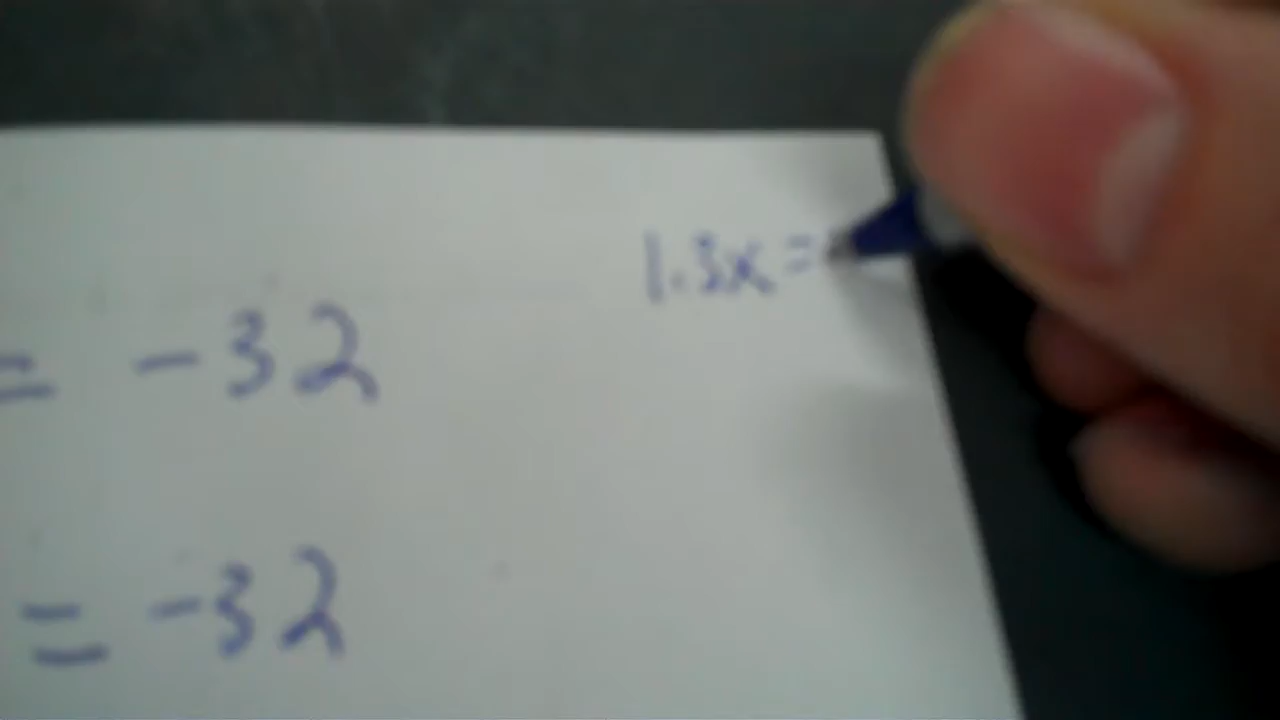 1.3x =
= -32
= -32